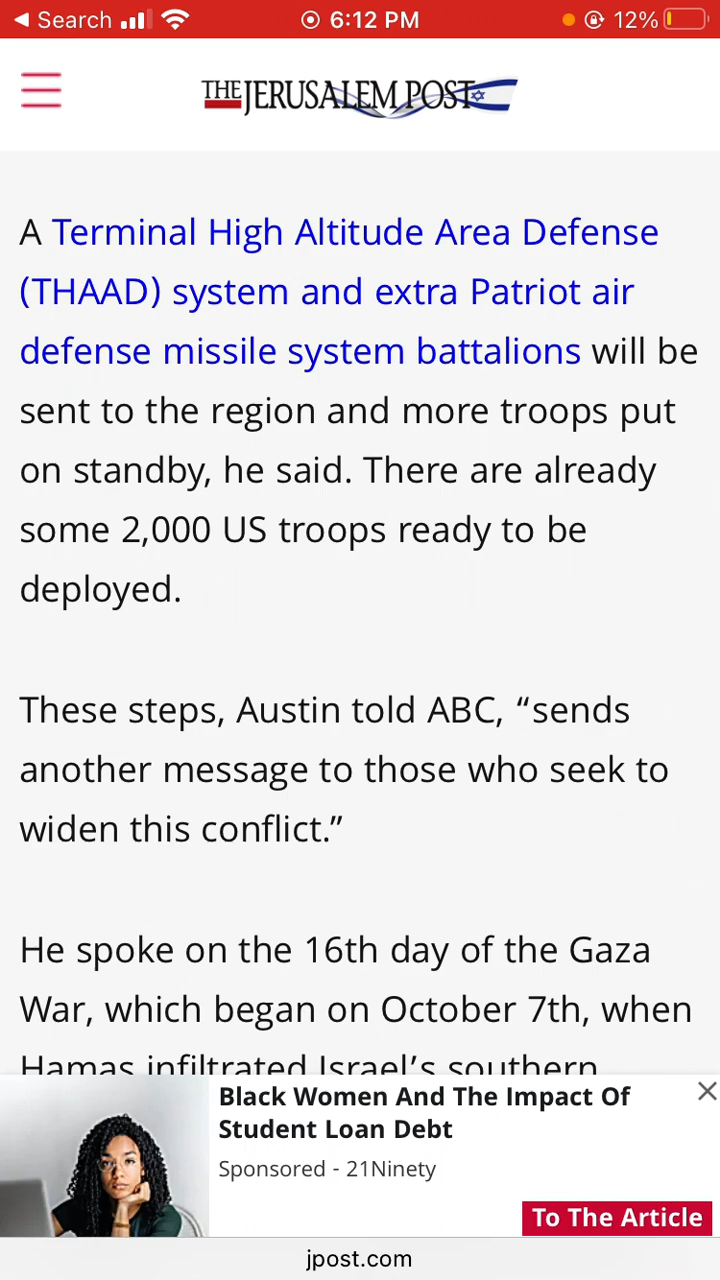 Search
6:12 PM
12%
THE JERUSALEM POST
A Terminal High Altitude Area Defense
(THAAD) system and extra Patriot air
defense missile system battalions will be
sent to the region and more troops put
on standby, he said. There are already
some 2,000 US troops ready to be
deployed.
These steps, Austin told ABC, “sends
another message to those who seek to
widen this conflict.”
He spoke on the 16th day of the Gaza
War, which began on October 7th, when
Hamas infiltrated Israel’s southern
Black Women And The Impact Of
Student Loan Debt
Sponsored - 21Ninety
To The Article
jpost.com